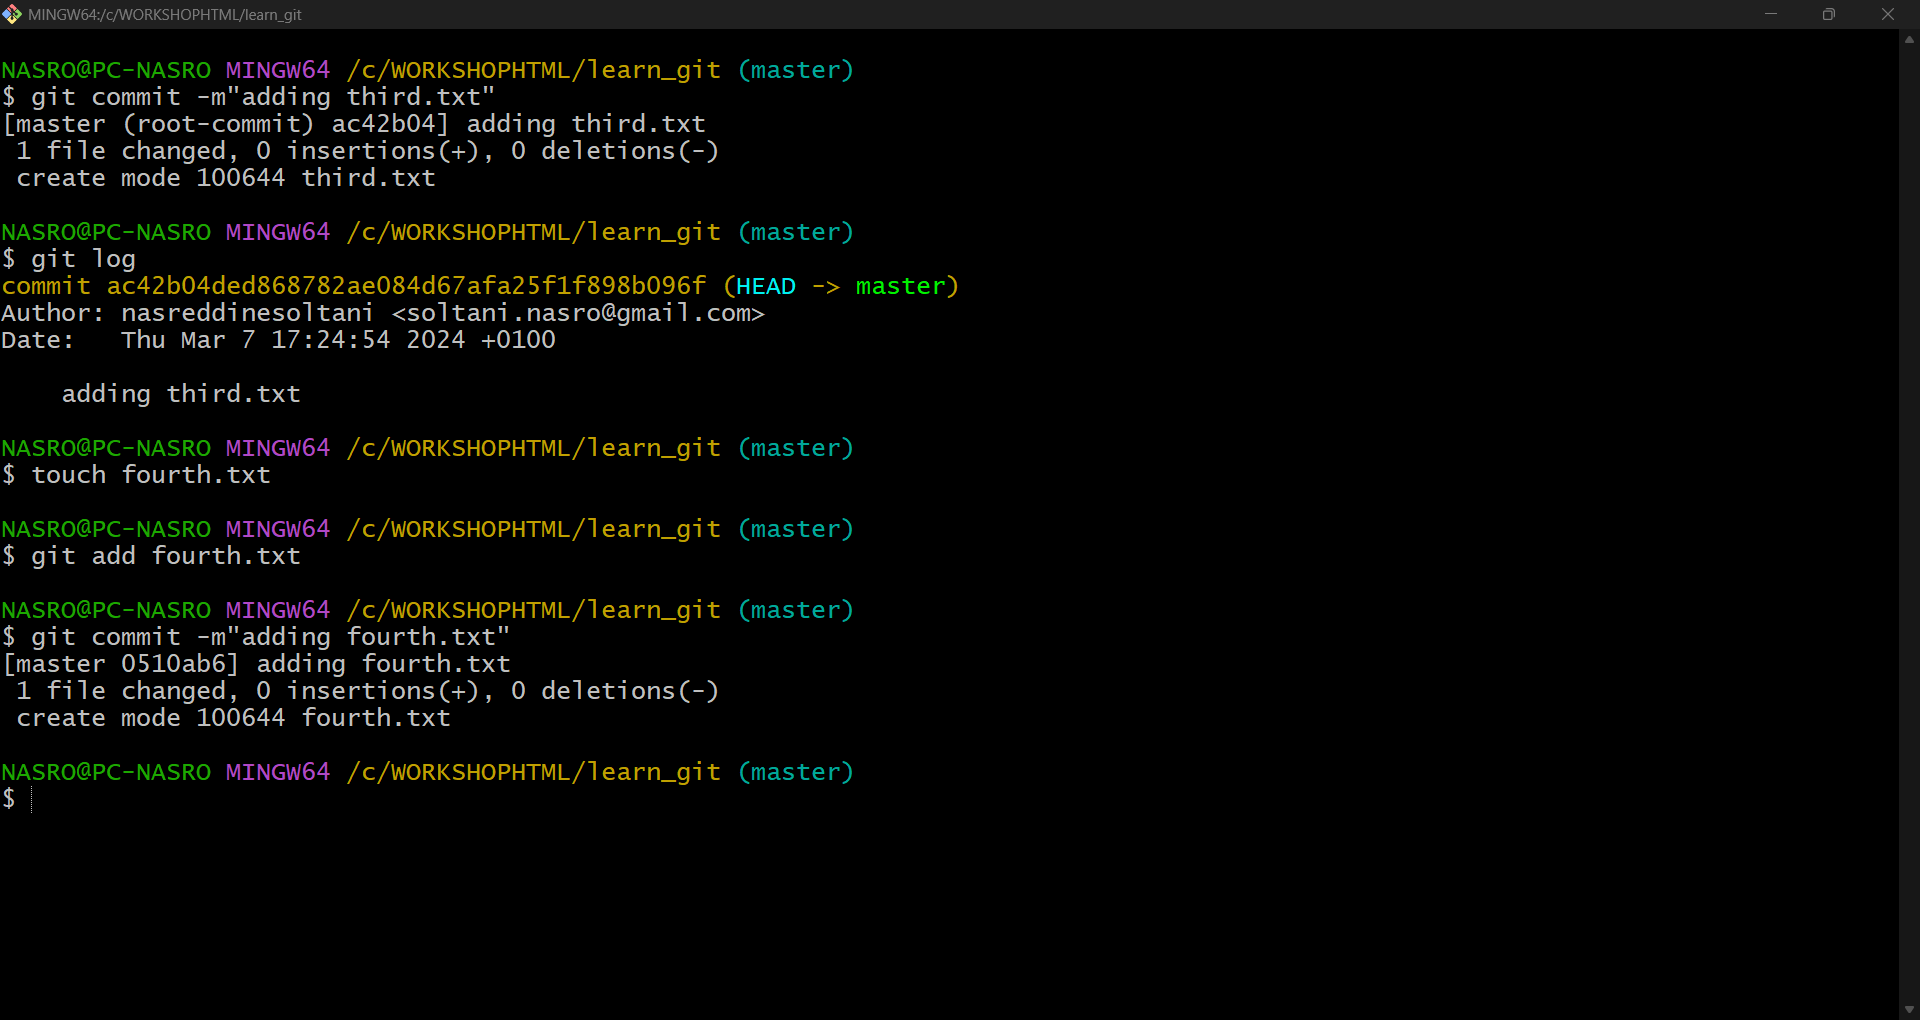 MINGW64:/c/WORKSHOPHTML/learn_git
NASRO@PC-NASRO MINGW64 /c/WORKSHOPHTML/learn_git (master)
$ git commit -m"adding third.txt"
[master (root-commit) ac42b04] adding third.txt
 1 file changed, 0 insertions(+), 0 deletions(-)
 create mode 100644 third.txt
NASRO@PC-NASRO MINGW64 /c/WORKSHOPHTML/learn_git (master)
$ git log
commit ac42b04ded868782ae084d67afa25f1f898b096f (HEAD -> master)
Author: nasreddinesoltani <soltani.nasro@gmail.com>
Date:   Thu Mar 7 17:24:54 2024 +0100
    adding third.txt
NASRO@PC-NASRO MINGW64 /c/WORKSHOPHTML/learn_git (master)
$ touch fourth.txt
NASRO@PC-NASRO MINGW64 /c/WORKSHOPHTML/learn_git (master)
$ git add fourth.txt
NASRO@PC-NASRO MINGW64 /c/WORKSHOPHTML/learn_git (master)
$ git commit -m"adding fourth.txt"
[master 0510ab6] adding fourth.txt
 1 file changed, 0 insertions(+), 0 deletions(-)
 create mode 100644 fourth.txt
NASRO@PC-NASRO MINGW64 /c/WORKSHOPHTML/learn_git (master)
$